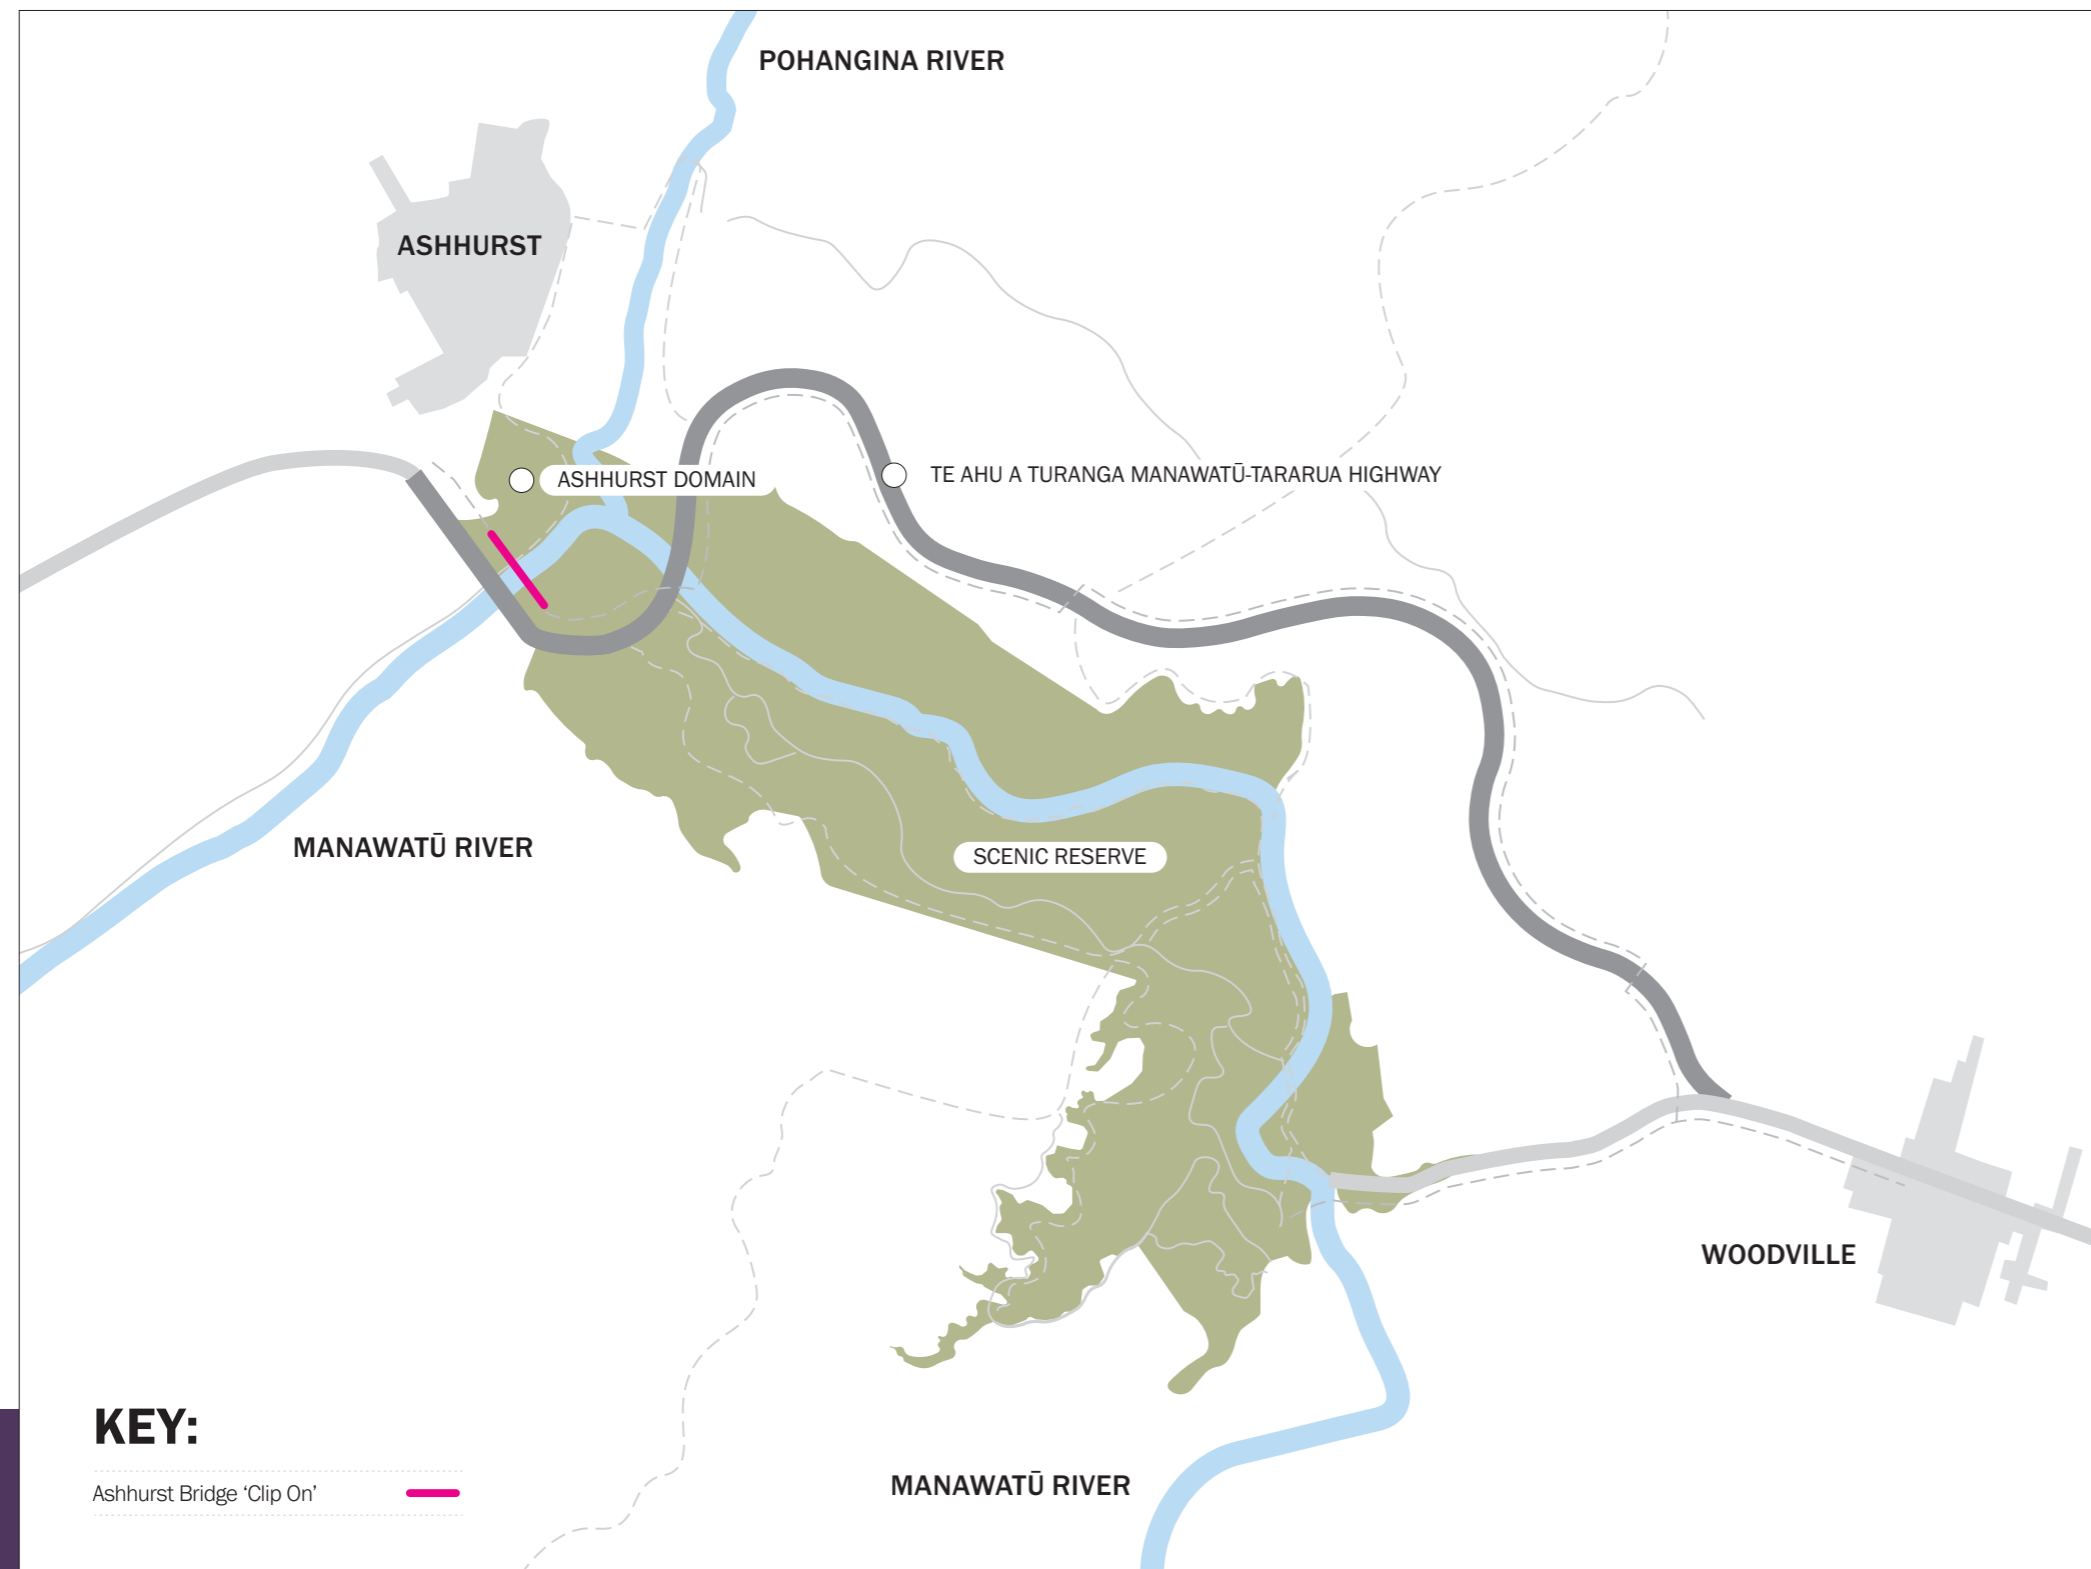 POHANGINA RIVER
ASHHURST
ASHHURST DOMAIN
TE AHU A TURANGA MANAWATŪ-TARARUA HIGHWAY
MANAWATŪ RIVER
SCENIC RESERVE
WOODVILLE
KEY:
Ashhurst Bridge ‘Clip On’
MANAWATŪ RIVER